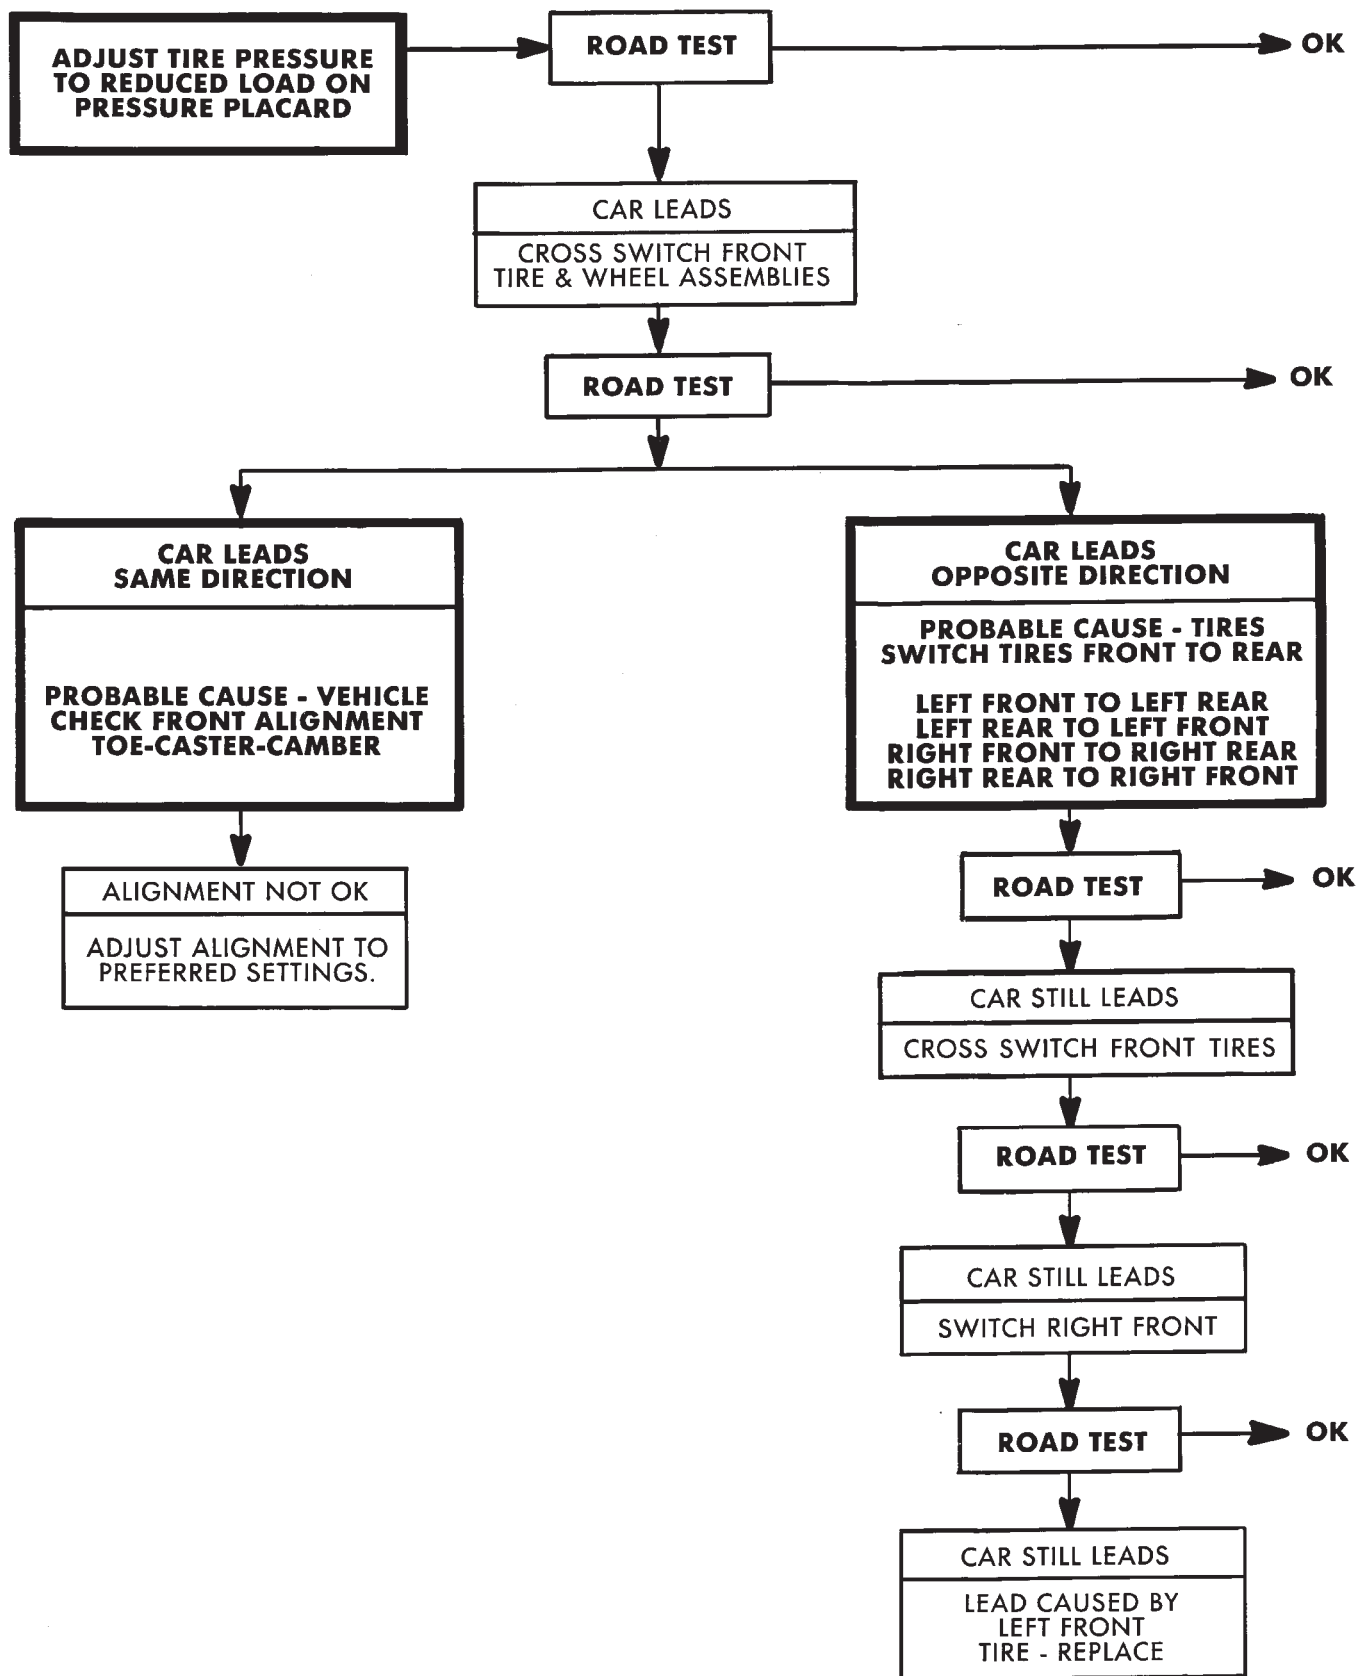 ADJUST TIRE PRESSURE
TO REDUCED LOAD ON
PRESSURE PLACARD
ROAD TEST
OK
CAR LEADS
CROSS SWITCH FRONT
TIRE & WHEEL ASSEMBLIES
ROAD TEST
OK
CAR LEADS
SAME DIRECTION
PROBABLE CAUSE - VEHICLE
CHECK FRONT ALIGNMENT
TOE-CASTER-CAMBER
ALIGNMENT NOT OK
ADJUST ALIGNMENT TO
PREFERRED SETTINGS.
CAR LEADS
OPPOSITE DIRECTION
PROBABLE CAUSE - TIRES
SWITCH TIRES FRONT TO REAR
LEFT FRONT TO LEFT REAR
LEFT REAR TO LEFT FRONT
RIGHT FRONT TO RIGHT REAR
RIGHT REAR TO RIGHT FRONT
ROAD TEST
OK
CAR STILL LEADS
CROSS SWITCH FRONT TIRES
ROAD TEST
OK
CAR STILL LEADS
SWITCH RIGHT FRONT
ROAD TEST
OK
CAR STILL LEADS
LEAD CAUSED BY
LEFT FRONT
TIRE - REPLACE